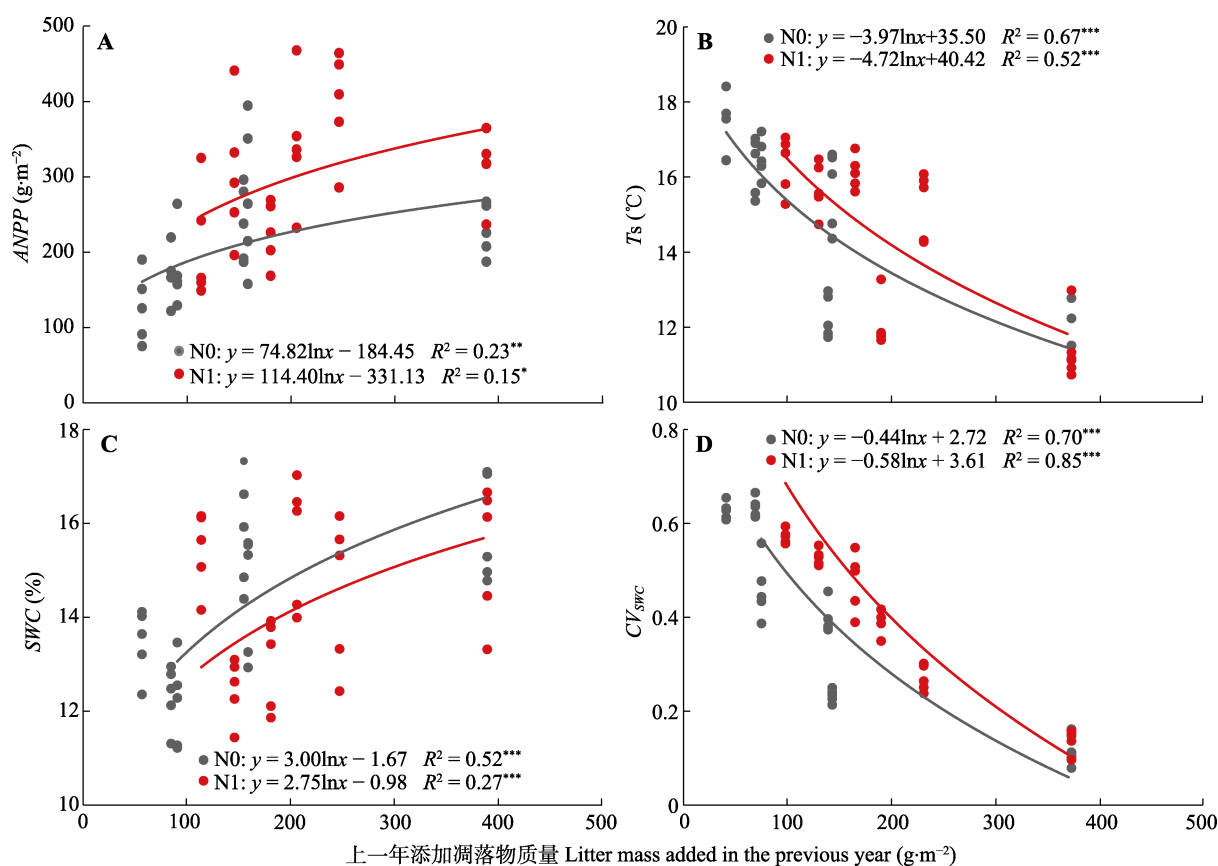 A
ANPP (g·m⁻²)
500
400
300
200
100
0
N0: y = 74.82lnx − 184.45 R² = 0.23**
N1: y = 114.40lnx − 331.13 R² = 0.15*
B
Ts (℃)
20
18
16
14
12
10
N0: y = −3.97lnx+35.50 R² = 0.67***
N1: y = −4.72lnx+40.42 R² = 0.52***
C
SWC (%)
18
16
14
12
10
N0: y = 3.00lnx − 1.67 R² = 0.52***
N1: y = 2.75lnx − 0.98 R² = 0.27***
0 100 200 300 400 500
D
CV_SWC
0.8
0.6
0.4
0.2
0
N0: y = −0.44lnx + 2.72 R² = 0.70***
N1: y = −0.58lnx + 3.61 R² = 0.85***
0 100 200 300 400 500
上一年添加凋落物质量 Litter mass added in the previous year (g·m⁻²)